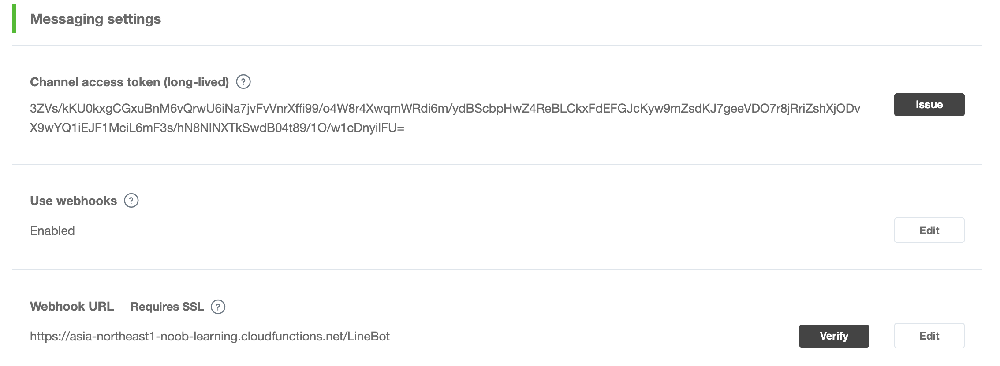 Messaging settings
Channel access token (long-lived) ?
3ZVs/kKU0kxgCGxuBnM6vQrwU6iNa7jvFvVnrXffi99/o4W8r4XwqmWRdi6m/ydBScbpHwZ4ReBLCkxFdEFGJcKyw9mZsdKJ7geeVDO7r8jRriZshXjODv
X9wYQ1iEJF1MciL6mF3s/hN8NINXTkSwdB04t89/1O/w1cDnyilFU=
Issue
Use webhooks ?
Enabled
Edit
Webhook URL Requires SSL ?
https://asia-northeast1-noob-learning.cloudfunctions.net/LineBot
Verify
Edit